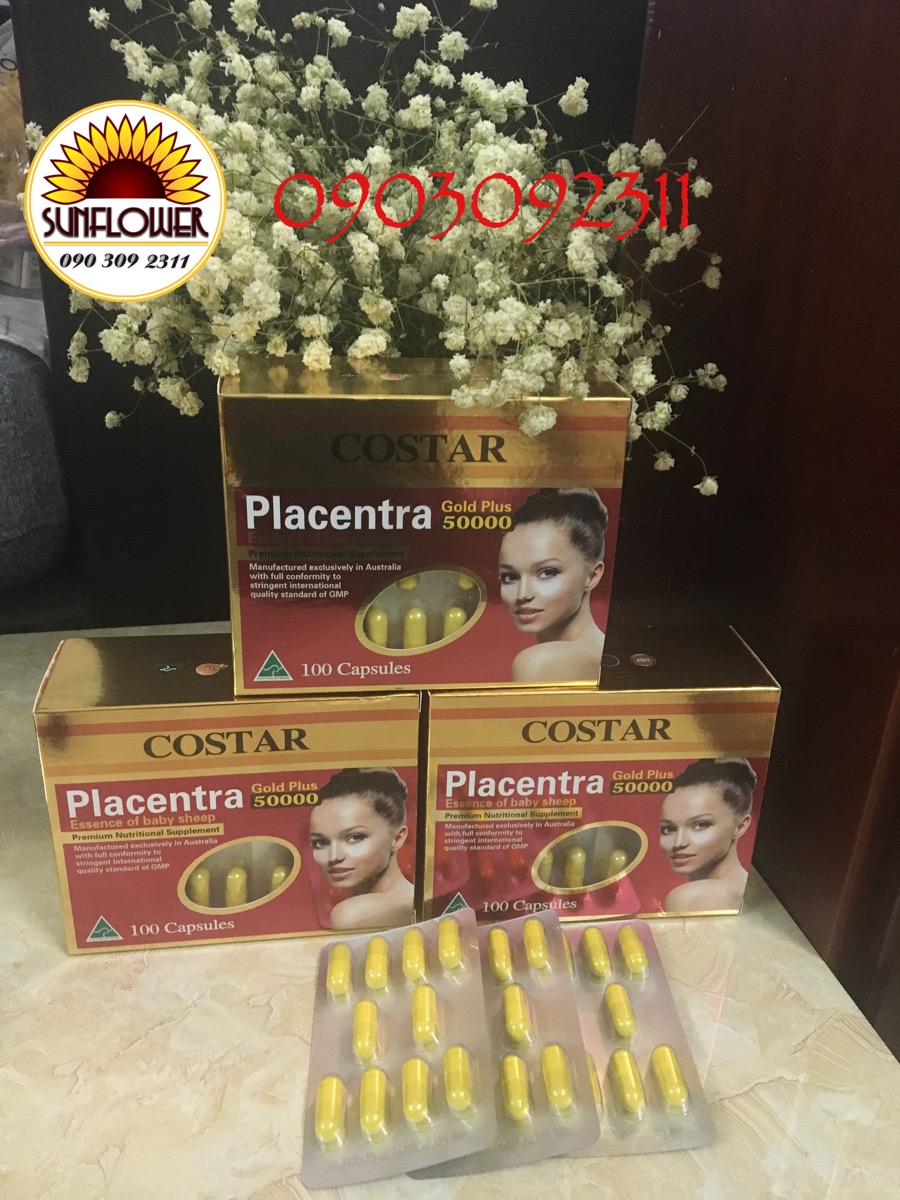 SUNFLOWER
090 309 2311
0903092311
COSTAR
Placentra
Gold Plus
50000
Premium Nutritional Supplement
Manufactured exclusively in Australia
with full conformity to
stringent international
quality standard of GMP
100 Capsules
COSTAR
Placentra
Gold Plus
50000
Essence of baby sheep
Premium Nutritional Supplement
Manufactured exclusively in Australia
with full conformity to
stringent international
quality standard of GMP
100 Capsules
COSTAR
Placentra
Gold Plus
50000
Essence of baby sheep
Premium Nutritional Supplement
Manufactured exclusively in Australia
with full conformity to
stringent international
quality standard of GMP
100 Capsules